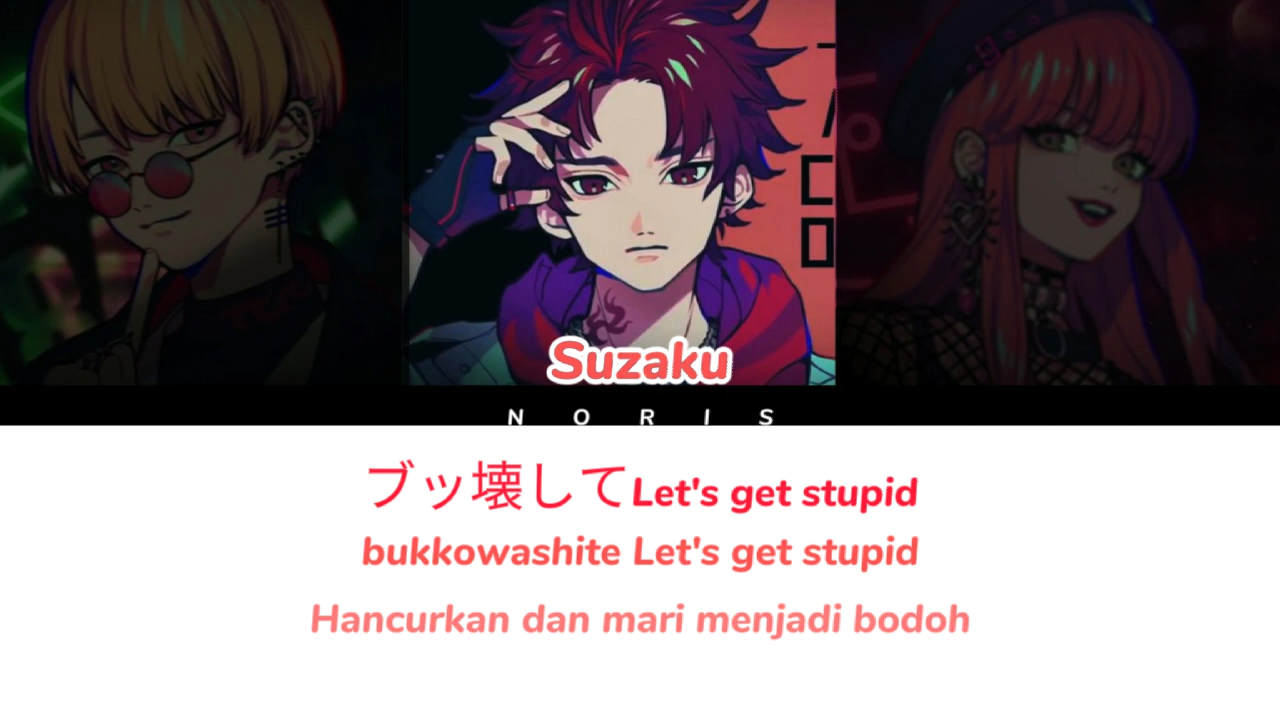 Suzaku
N O R I S
ブッ壊してLet's get stupid
bukkowashite Let's get stupid
Hancurkan dan mari menjadi bodoh